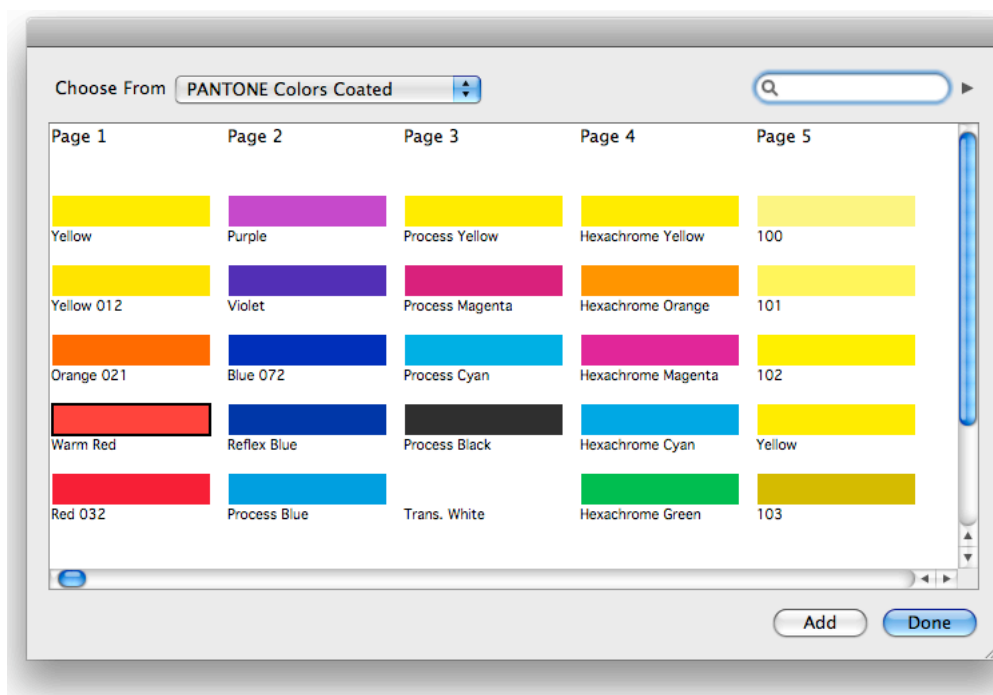 Choose From PANTONE Colors Coated
Page 1 Page 2 Page 3 Page 4 Page 5
Yellow Purple Process Yellow Hexachrome Yellow 100
Yellow 012 Violet Process Magenta Hexachrome Orange 101
Orange 021 Blue 072 Process Cyan Hexachrome Magenta 102
Warm Red Reflex Blue Process Black Hexachrome Cyan Yellow
Red 032 Process Blue Trans. White Hexachrome Green 103
Add Done